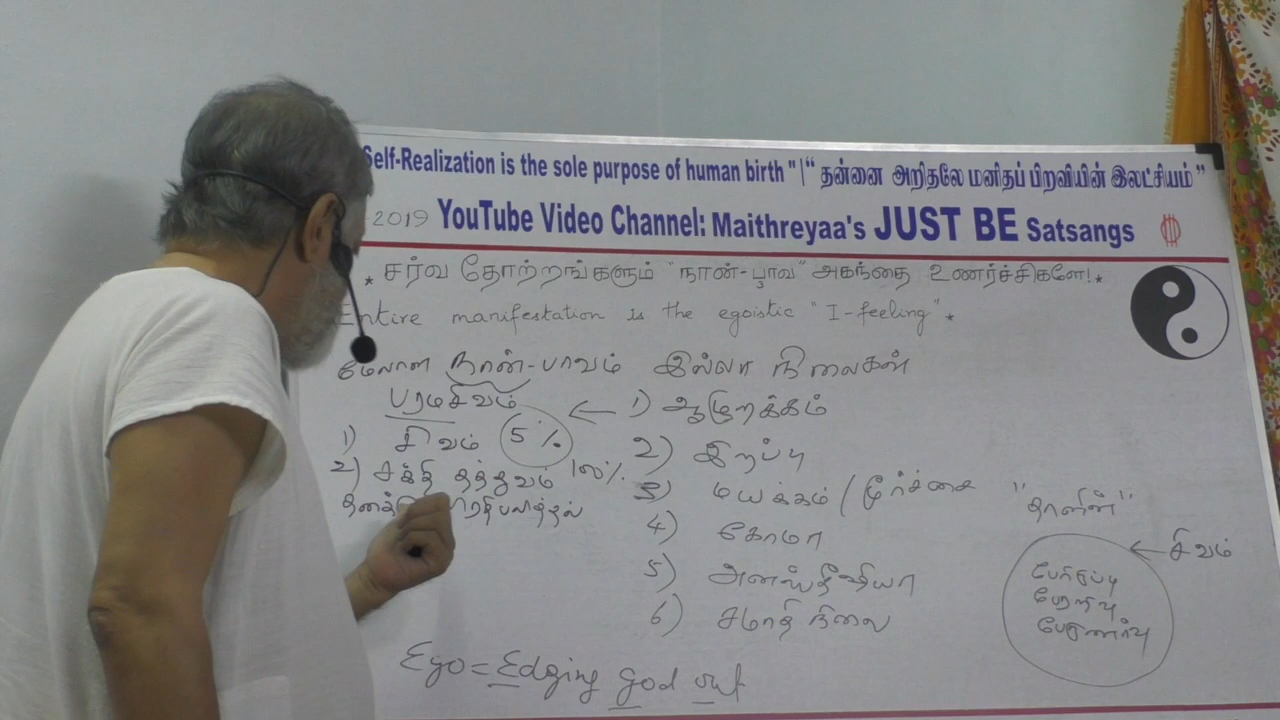 Self-Realization is the sole purpose of human birth "|“ தன்னை அறிதலே மனிதப் பிறவியின் இலட்சியம்”
-2019 YouTube Video Channel: Maithreyaa's JUST BE Satsangs
* சர்வ தோற்றங்களும் "நான்-பாவ" அகந்தை உணர்ச்சிகளே! *
Entire manifestation is the egoistic "I-feeling" *
மேலான நான்-பாவம் இல்லா நிலைகள்
பரமசிவம் ← 1) ஆழுறக்கம்
1) சிவம் 5%
2) சக்தி தத்துவம் 100%
2) இறப்பு
3) மயக்கம் / மூர்ச்சை
4) கோமா
5) அனஸ்தீஷியா
6) சமாதி நிலை
"தானின்"
← சிவம்
பேரிருப்பு
பேரறிவு
பேருணர்வு
Ego = Edging god out